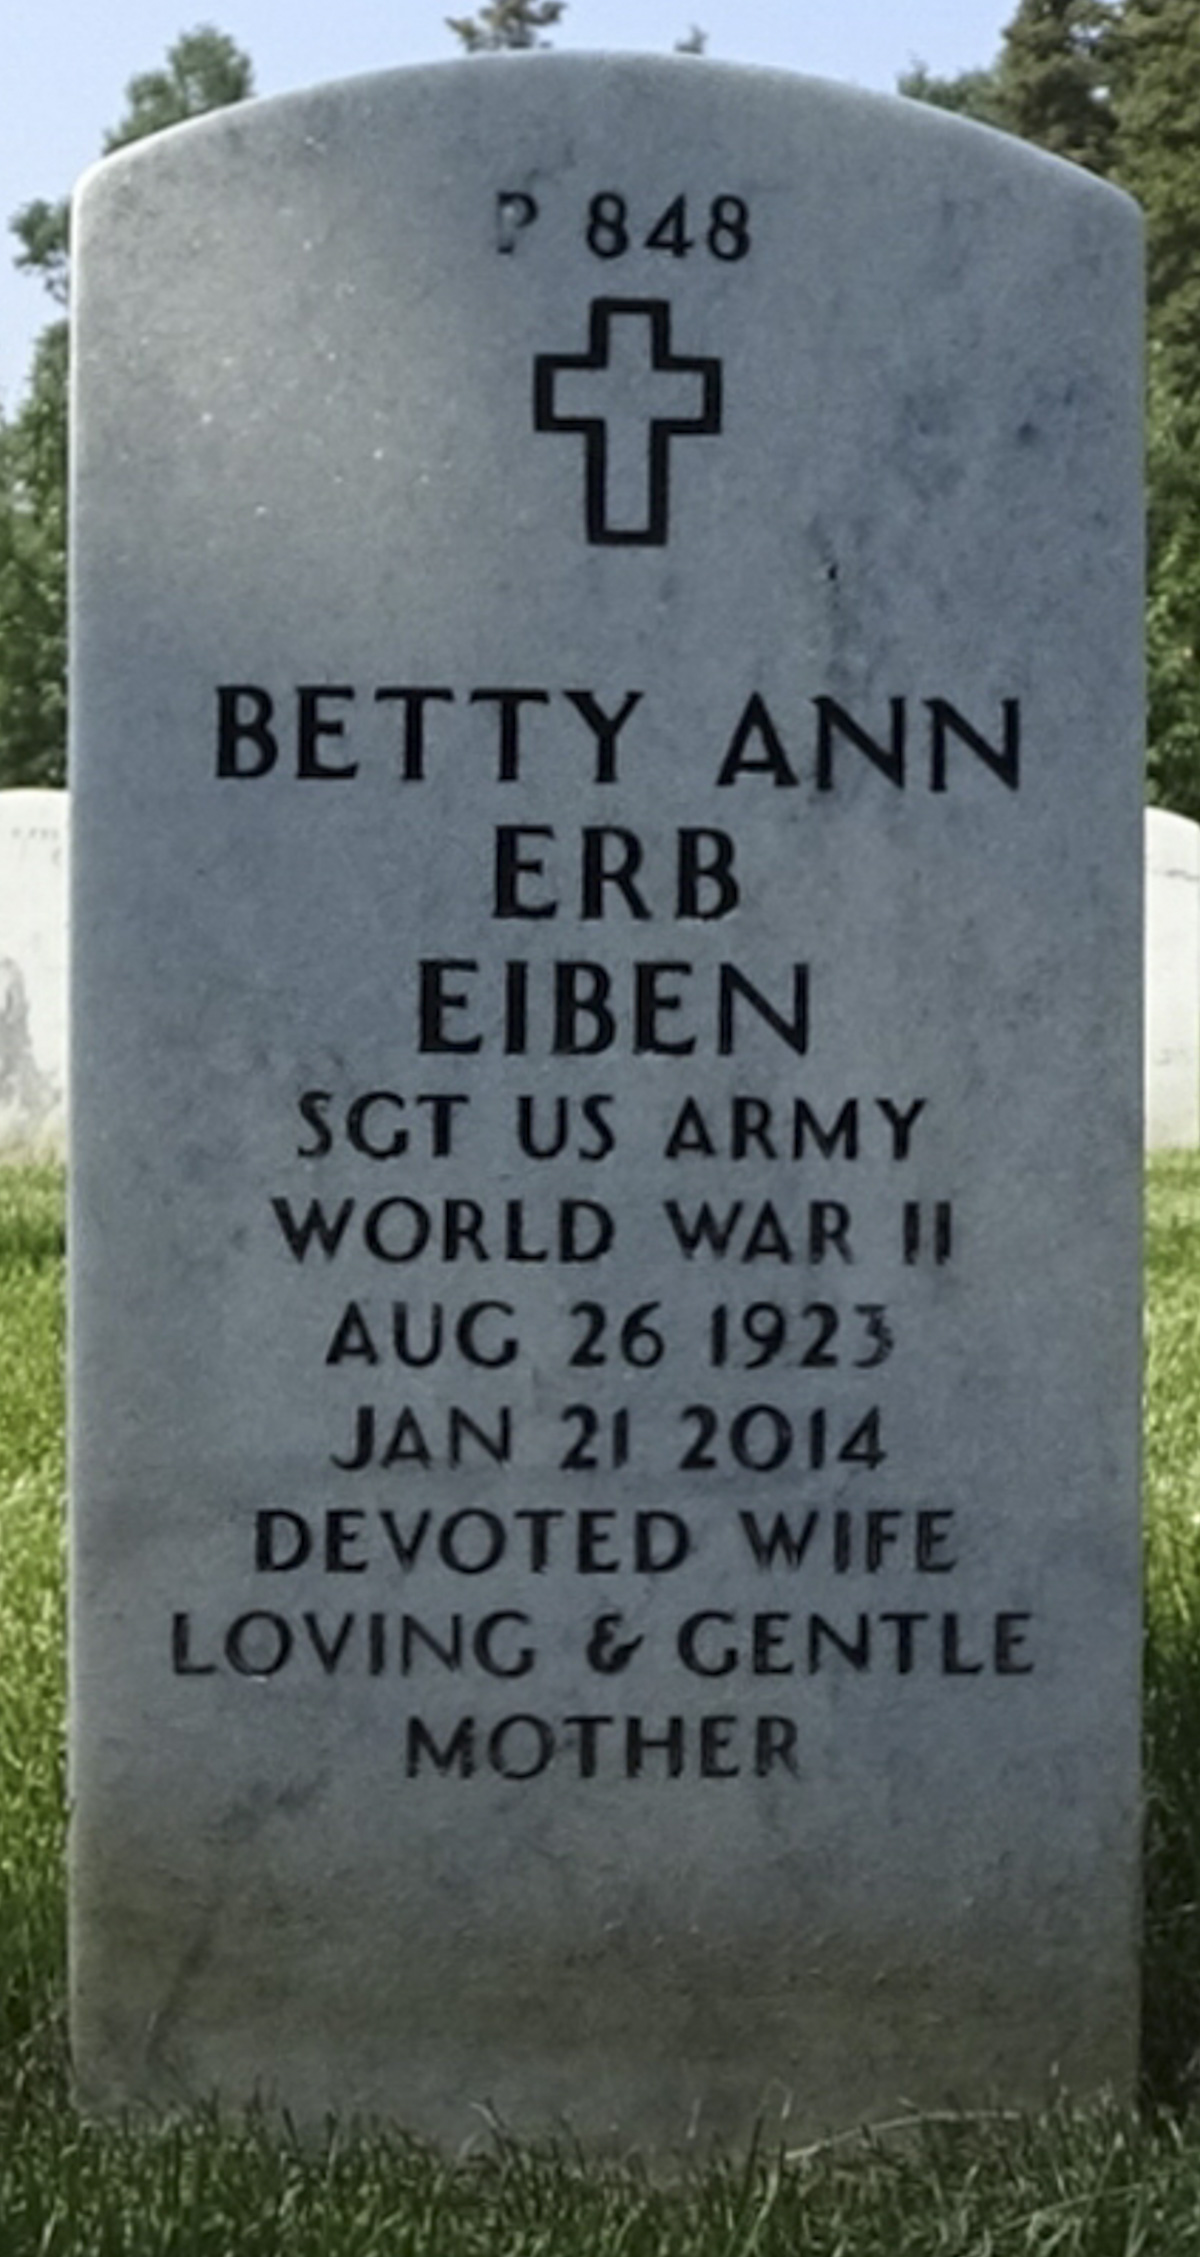 P 848
BETTY ANN
ERB
EIBEN
SGT US ARMY
WORLD WAR II
AUG 26 1923
JAN 21 2014
DEVOTED WIFE
LOVING & GENTLE
MOTHER